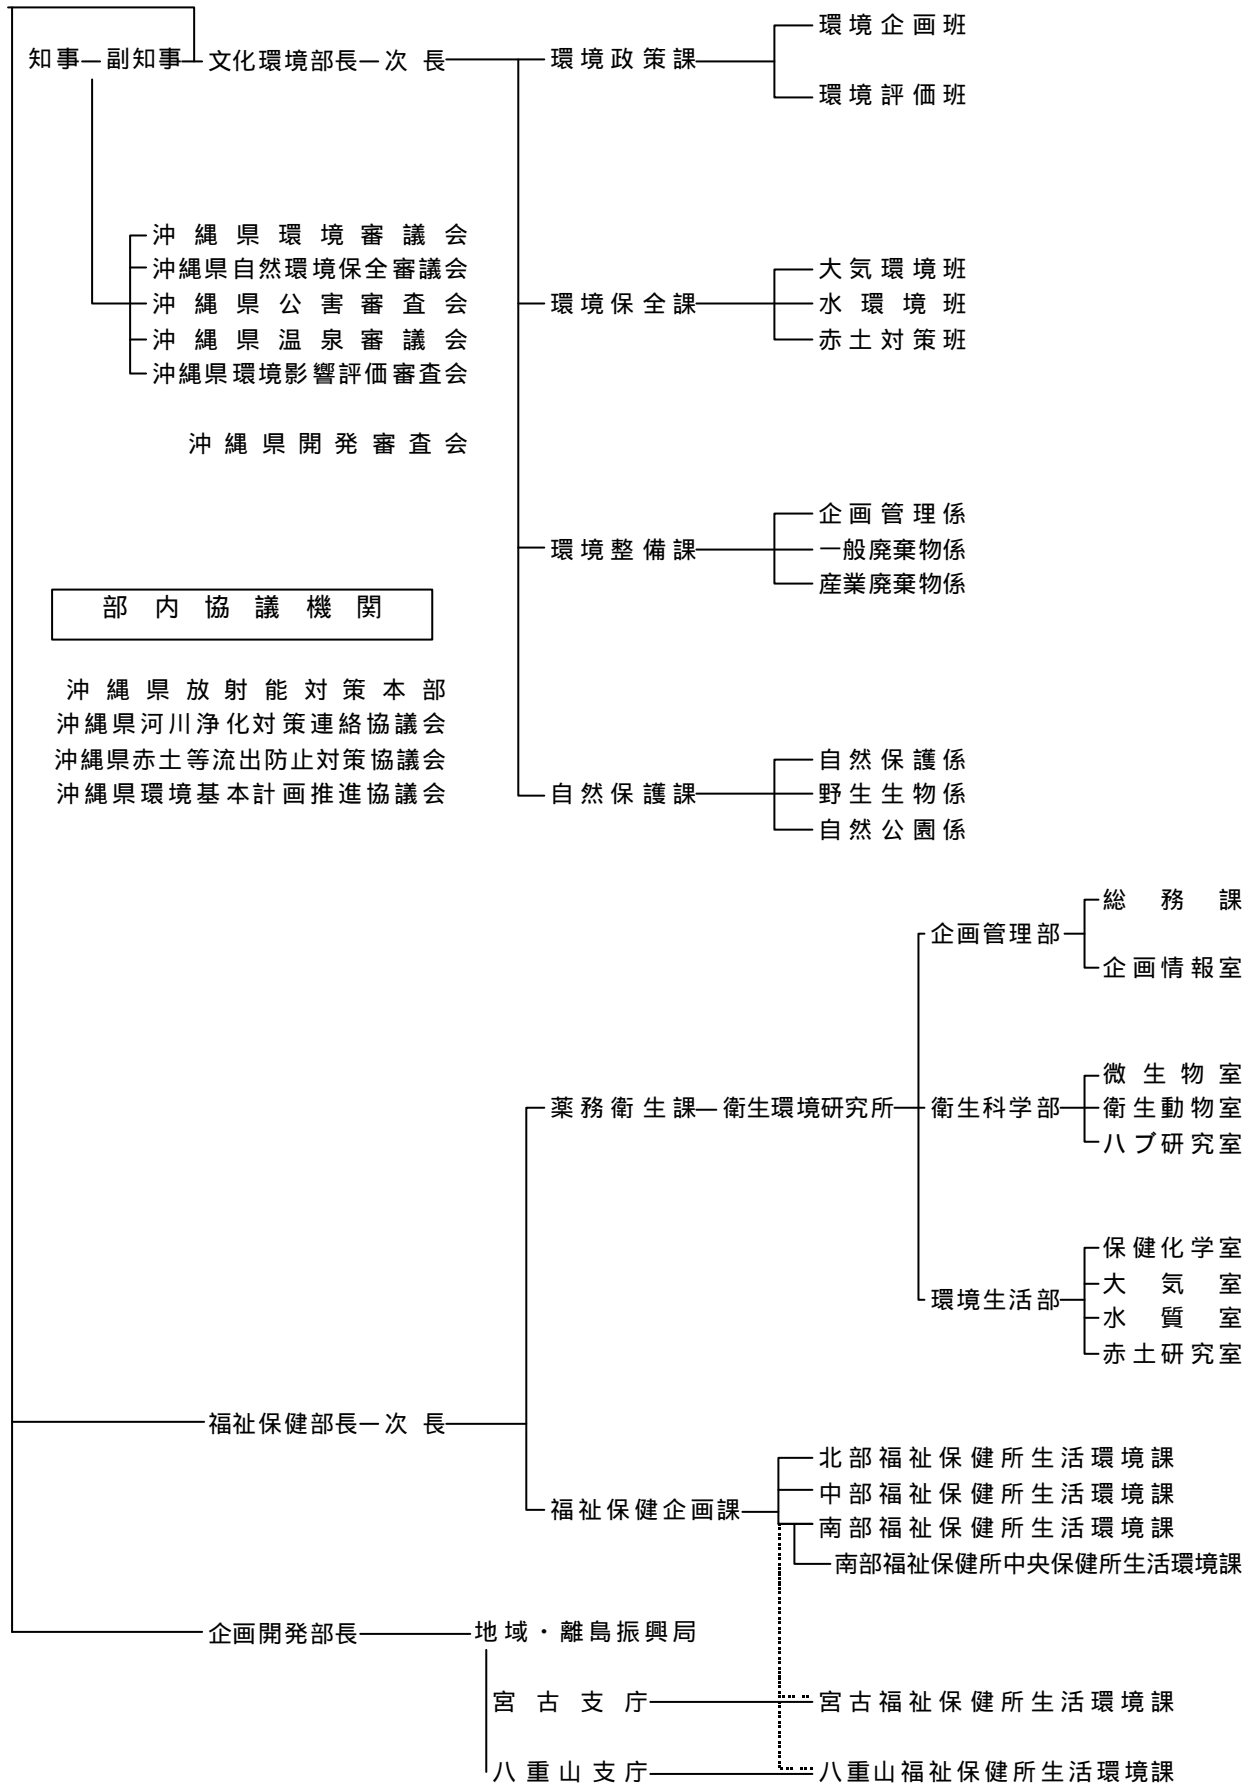 環境企画班
知事 副知事 文化環境部長 次長 環境政策課
環境評価班
沖縄県環境審議会
沖縄県自然環境保全審議会
沖縄県公害審査会
沖縄県温泉審議会
沖縄県環境影響評価審査会
沖縄県開発審査会
大気環境班
環境保全課 水環境班
赤土対策班
企画管理係
環境整備課 一般廃棄物係
産業廃棄物係
部内協議機関
沖縄県放射能対策本部
沖縄県河川浄化対策連絡協議会
沖縄県赤土等流出防止対策協議会
沖縄県環境基本計画推進協議会
自然保護係
自然保護課 野生生物係
自然公園係
総務課
企画管理部
企画情報室
微生物室
薬務衛生課 衛生環境研究所 衛生科学部 衛生動物室
ハブ研究室
保健化学室
大気室
環境生活部
水質室
赤土研究室
福祉保健部長 次長
北部福祉保健所生活環境課
中部福祉保健所生活環境課
福祉保健企画課
南部福祉保健所生活環境課
南部福祉保健所中央保健所生活環境課
企画開発部長 地域・離島振興局
宮古支庁 宮古福祉保健所生活環境課
八重山支庁 八重山福祉保健所生活環境課